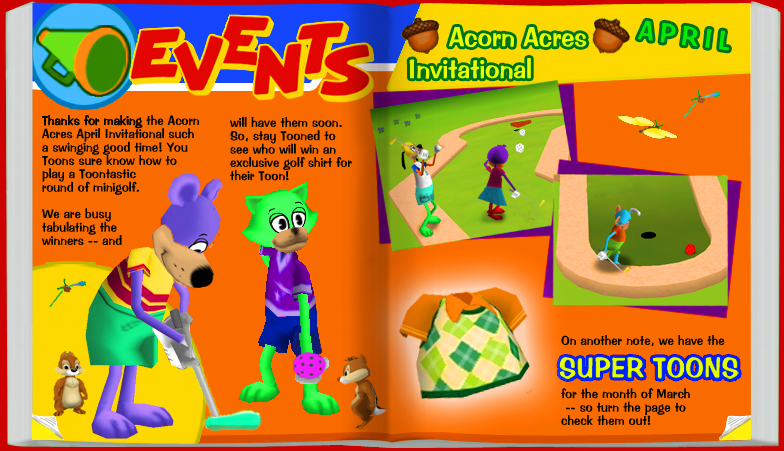 EVENTS
Thanks for making the Acorn
Acres April Invitational such
a swinging good time! You
Toons sure know how to
play a Toontastic
round of minigolf.
We are busy
tabulating the
winners -- and
will have them soon.
So, stay Tooned to
see who will win an
exclusive golf shirt for
their Toon!
Acorn Acres
Invitational
APRIL
On another note, we have the
SUPER TOONS
for the month of March
-- so turn the page to
check them out!